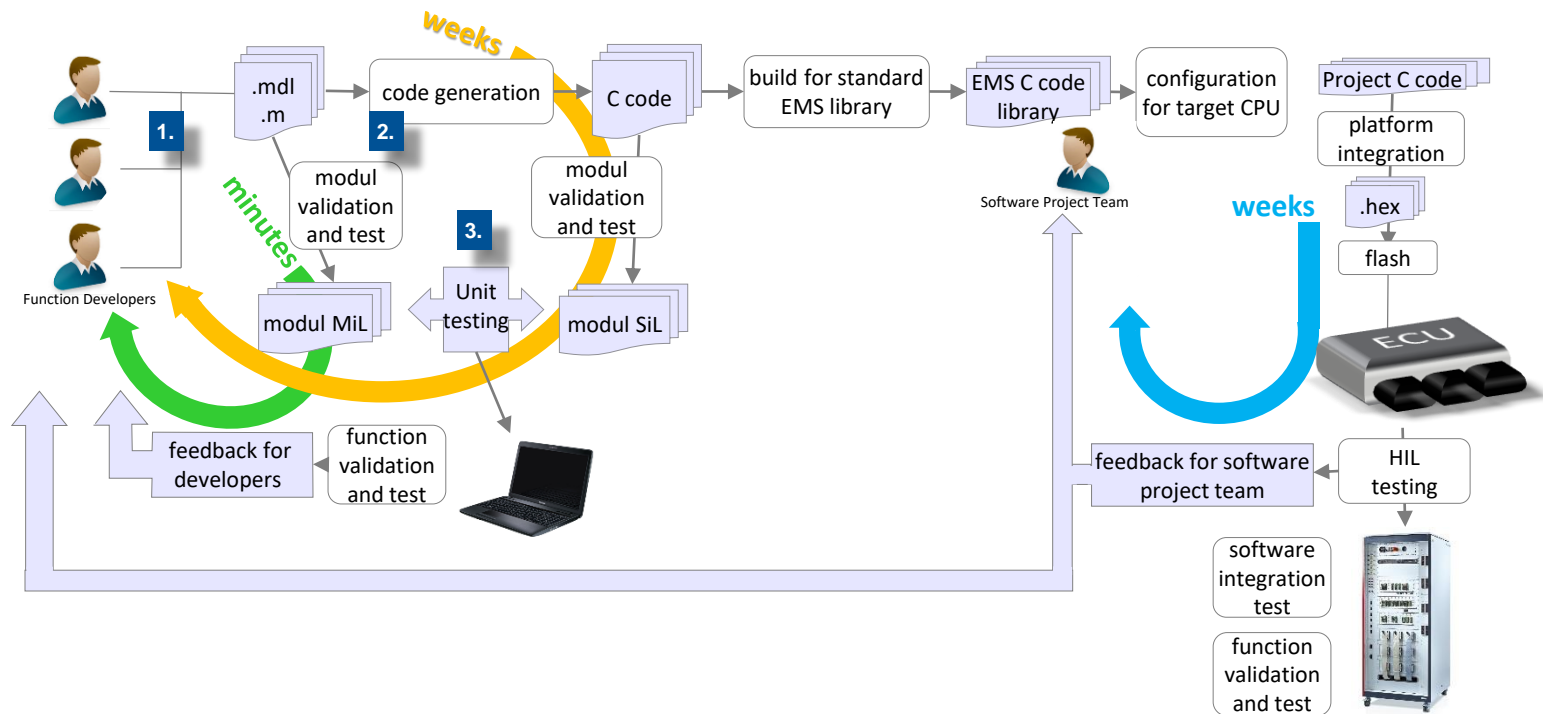 weeks
.mdl
.m
code generation
C code
build for standard
EMS library
EMS C code
library
configuration
for target CPU
Project C code
1.
2.
platform
integration
modul
validation
and test
modul
validation
and test
Software Project Team
minutes
weeks
.hex
3.
flash
Function Developers
Unit
testing
modul MiL
modul SiL
ECU
feedback for
developers
function
validation
and test
feedback for software
project team
HIL
testing
software
integration
test
function
validation
and test